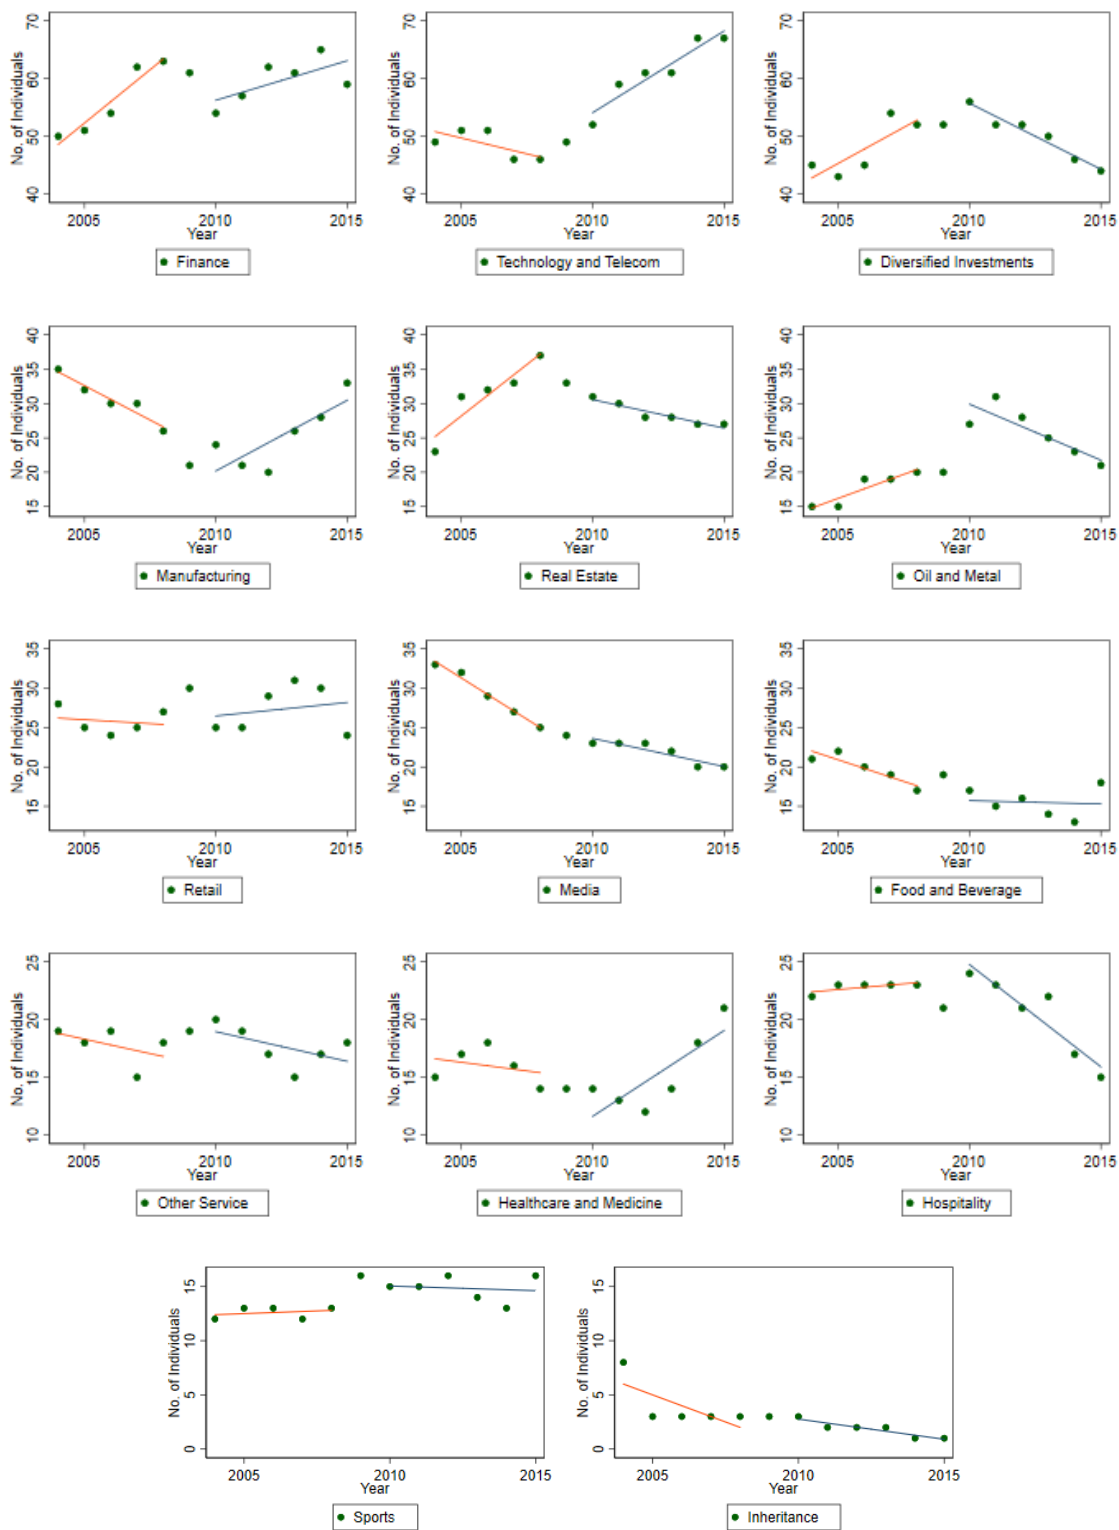 No. of Individuals
70
60
50
40
2005
2010
2015
Year
Finance
No. of Individuals
70
60
50
40
2005
2010
2015
Year
Technology and Telecom
No. of Individuals
70
60
50
40
2005
2010
2015
Year
Diversified Investments
No. of Individuals
40
35
30
25
20
15
2005
2010
2015
Year
Manufacturing
No. of Individuals
40
35
30
25
20
15
2005
2010
2015
Year
Real Estate
No. of Individuals
40
35
30
25
20
15
2005
2010
2015
Year
Oil and Metal
No. of Individuals
35
30
25
20
15
2005
2010
2015
Year
Retail
No. of Individuals
35
30
25
20
15
2005
2010
2015
Year
Media
No. of Individuals
35
30
25
20
15
2005
2010
2015
Year
Food and Beverage
No. of Individuals
25
20
15
10
2005
2010
2015
Year
Other Service
No. of Individuals
25
20
15
10
2005
2010
2015
Year
Healthcare and Medicine
No. of Individuals
25
20
15
10
2005
2010
2015
Year
Hospitality
No. of Individuals
15
10
5
0
2005
2010
2015
Year
Sports
No. of Individuals
15
10
5
0
2005
2010
2015
Year
Inheritance